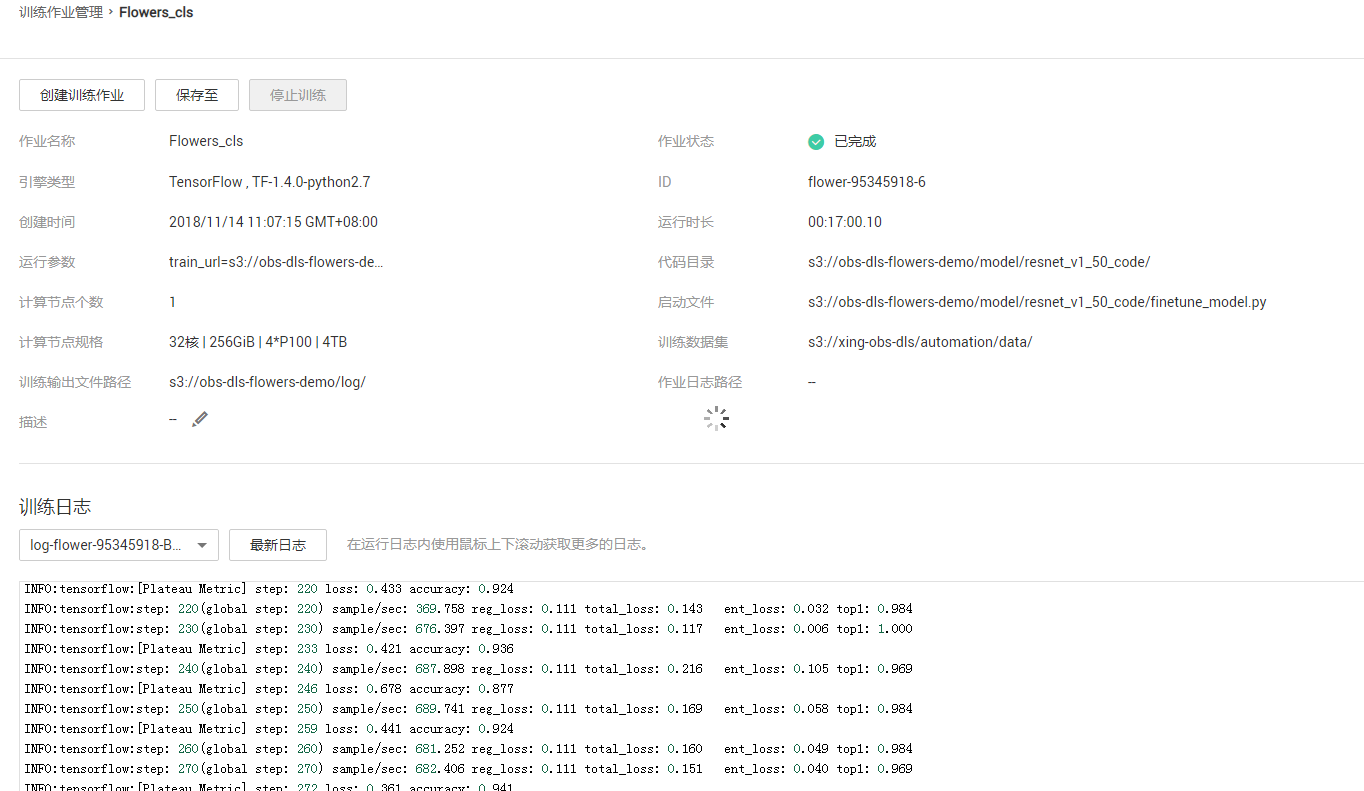 训练作业管理 › Flowers_cls
创建训练作业 保存至 停止训练
作业名称 Flowers_cls 作业状态 已完成
引擎类型 TensorFlow , TF-1.4.0-python2.7 ID flower-95345918-6
创建时间 2018/11/14 11:07:15 GMT+08:00 运行时长 00:17:00.10
运行参数 train_url=s3://obs-dls-flowers-de... 代码目录 s3://obs-dls-flowers-demo/model/resnet_v1_50_code/
计算节点个数 1 启动文件 s3://obs-dls-flowers-demo/model/resnet_v1_50_code/finetune_model.py
计算节点规格 32核 | 256GiB | 4*P100 | 4TB 训练数据集 s3://xing-obs-dls/automation/data/
训练输出文件路径 s3://obs-dls-flowers-demo/log/ 作业日志路径 --
描述 --
训练日志
log-flower-95345918-B... 最新日志 在运行日志内使用鼠标上下滚动获取更多的日志。
INFO:tensorflow:[Plateau Metric] step: 220 loss: 0.433 accuracy: 0.924
INFO:tensorflow:step: 220(global step: 220) sample/sec: 369.758 reg_loss: 0.111 total_loss: 0.143 ent_loss: 0.032 top1: 0.984
INFO:tensorflow:step: 230(global step: 230) sample/sec: 676.397 reg_loss: 0.111 total_loss: 0.117 ent_loss: 0.006 top1: 1.000
INFO:tensorflow:[Plateau Metric] step: 233 loss: 0.421 accuracy: 0.936
INFO:tensorflow:step: 240(global step: 240) sample/sec: 687.898 reg_loss: 0.111 total_loss: 0.216 ent_loss: 0.105 top1: 0.969
INFO:tensorflow:[Plateau Metric] step: 246 loss: 0.678 accuracy: 0.877
INFO:tensorflow:step: 250(global step: 250) sample/sec: 689.741 reg_loss: 0.111 total_loss: 0.169 ent_loss: 0.058 top1: 0.984
INFO:tensorflow:[Plateau Metric] step: 259 loss: 0.441 accuracy: 0.924
INFO:tensorflow:step: 260(global step: 260) sample/sec: 681.252 reg_loss: 0.111 total_loss: 0.160 ent_loss: 0.049 top1: 0.984
INFO:tensorflow:step: 270(global step: 270) sample/sec: 682.406 reg_loss: 0.111 total_loss: 0.151 ent_loss: 0.040 top1: 0.969
INFO:tensorflow:[Plateau Metric] step: 272 loss: 0.361 accuracy: 0.941